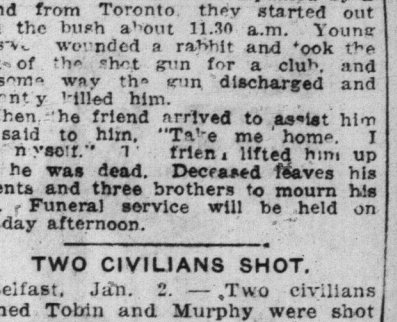 nd from Toronto, they started out
the bush about 11.30 a.m. Young
wounded a rabbit and took the
of the shot gun for a club, and
some way the gun discharged and
killed him.
the friend arrived to assist him
said to him, "Take me home. I
friend lifted him up
he was dead. Deceased leaves his
ents and three brothers to mourn his
Funeral service will be held on
day afternoon.
TWO CIVILIANS SHOT.
elfast, Jan. 2. — Two civilians
ned Tobin and Murphy were shot